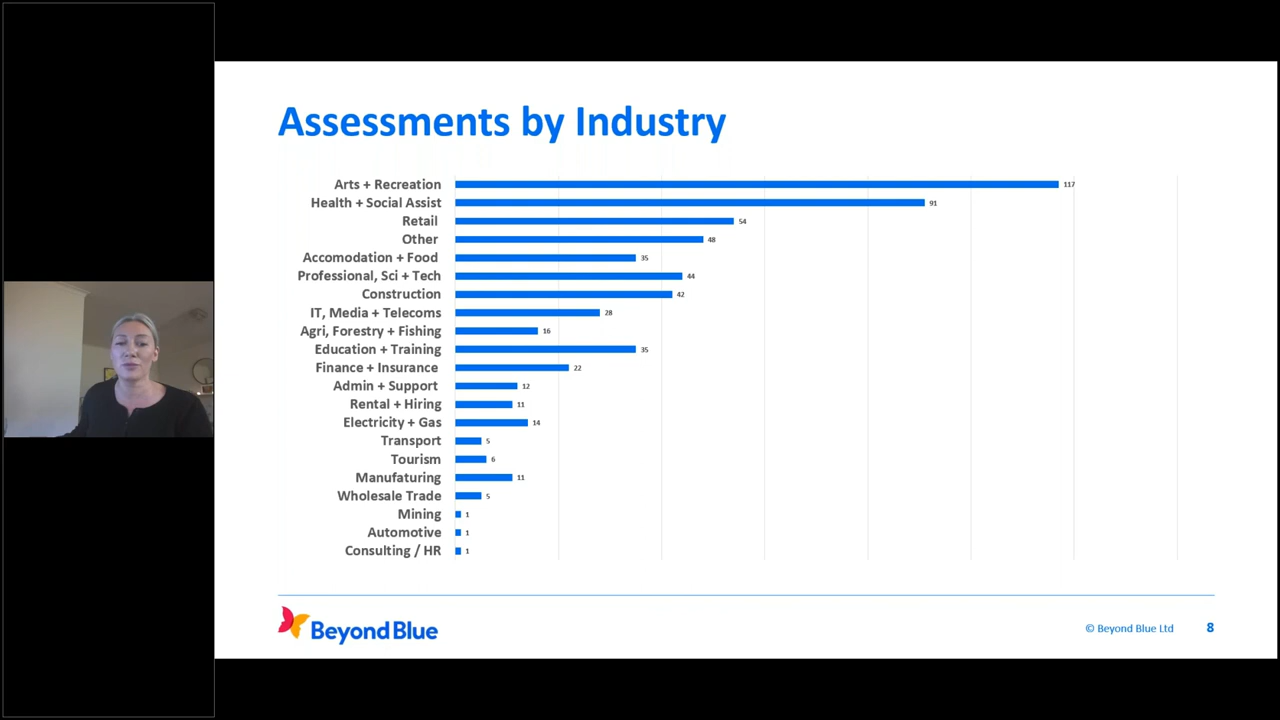 Assessments by Industry
Arts + Recreation 117
Health + Social Assist 91
Retail 54
Other 48
Accomodation + Food 35
Professional, Sci + Tech 44
Construction 42
IT, Media + Telecoms 28
Agri, Forestry + Fishing 16
Education + Training 35
Finance + Insurance 22
Admin + Support 12
Rental + Hiring 11
Electricity + Gas 14
Transport 5
Tourism 6
Manufaturing 11
Wholesale Trade 5
Mining 1
Automotive 1
Consulting / HR 1
Beyond Blue
© Beyond Blue Ltd 8